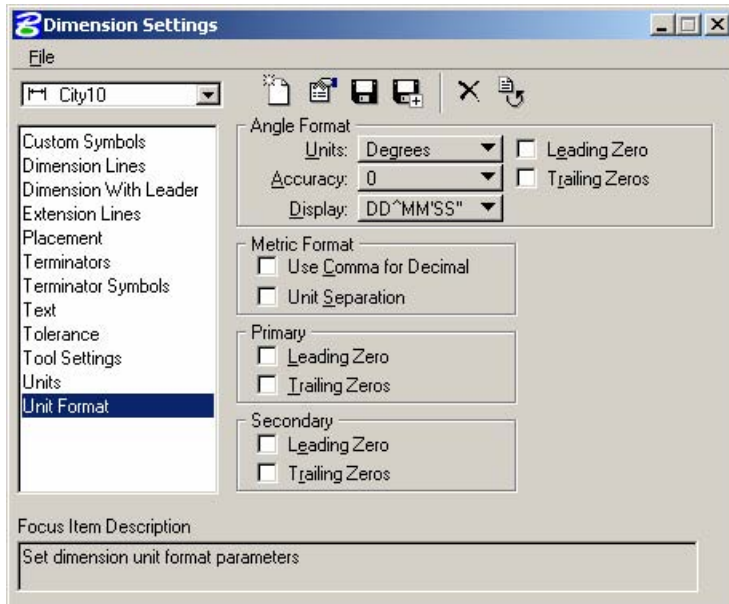 Dimension Settings
File
City10
Custom Symbols
Dimension Lines
Dimension With Leader
Extension Lines
Placement
Terminators
Terminator Symbols
Text
Tolerance
Tool Settings
Units
Unit Format
Angle Format
Units: Degrees
Leading Zero
Accuracy: 0
Trailing Zeros
Display: DD^MM'SS"
Metric Format
Use Comma for Decimal
Unit Separation
Primary
Leading Zero
Trailing Zeros
Secondary
Leading Zero
Trailing Zeros
Focus Item Description
Set dimension unit format parameters